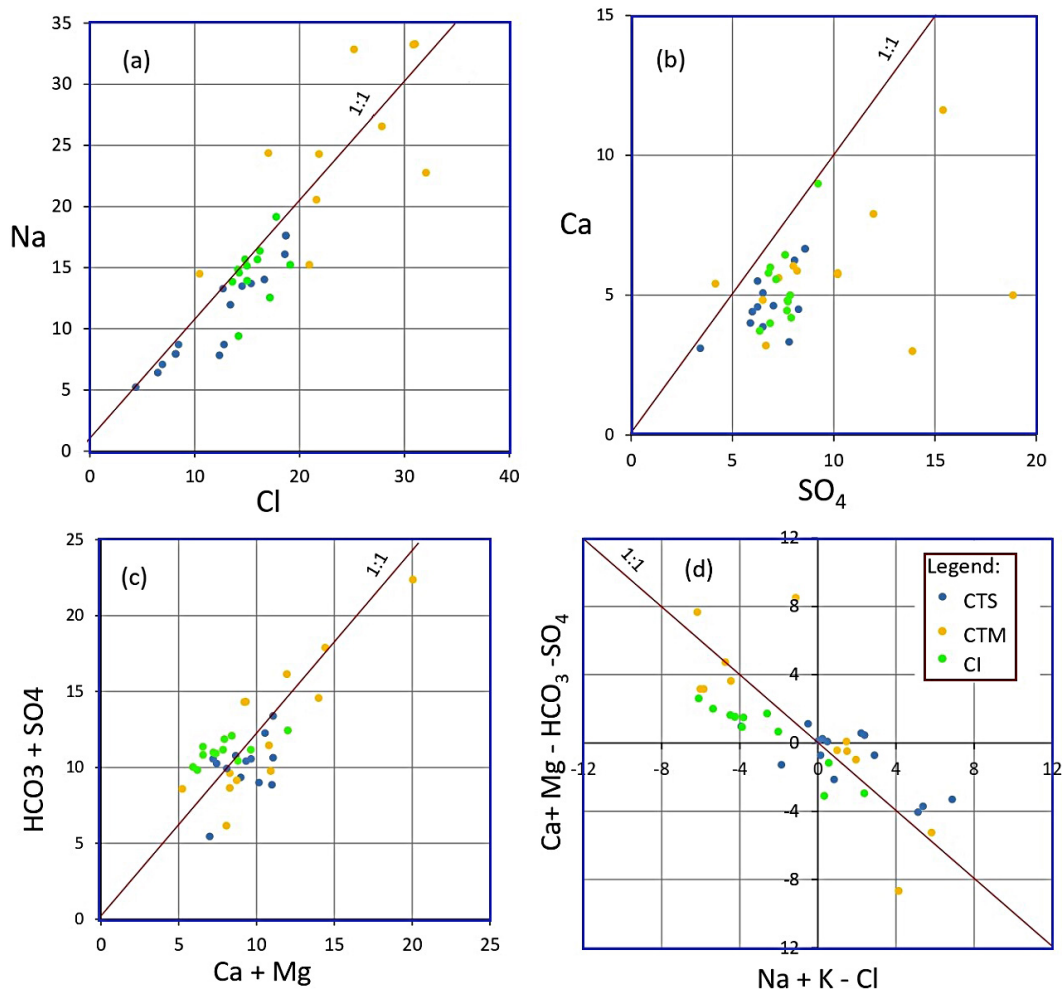 35
30
25
20
15
10
5
0
0 10 20 30 40
Na
Cl
(a)
1:1
15
10
5
0
0 5 10 15 20
Ca
SO4
(b)
1:1
25
20
15
10
5
0
0 5 10 15 20 25
HCO3 + SO4
Ca + Mg
(c)
1:1
12
8
4
0
-4
-8
12
-12 -8 -4 0 4 8 12
Ca+ Mg - HCO3 -SO4
Na + K - Cl
(d)
1:1
Legend:
CTS
CTM
CI